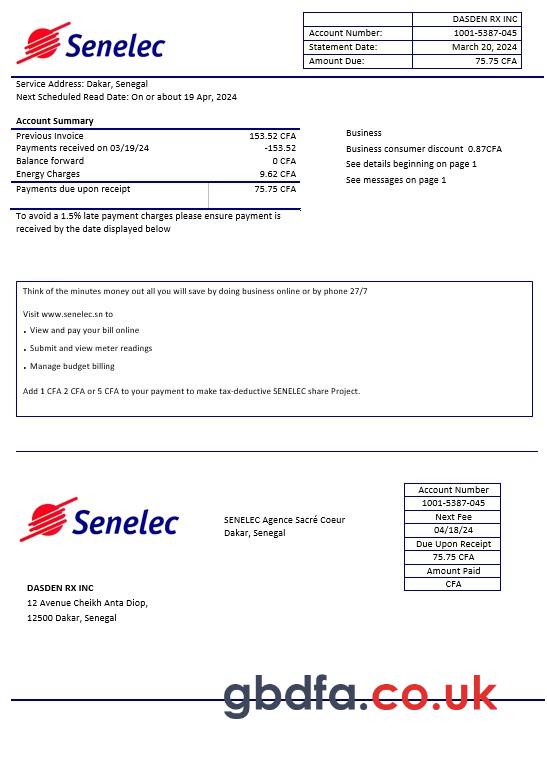 Senelec
DASDEN RX INC
Account Number: 1001-5387-045
Statement Date: March 20, 2024
Amount Due: 75.75 CFA
Service Address: Dakar, Senegal
Next Scheduled Read Date: On or about 19 Apr, 2024
Account Summary
Previous Invoice 153.52 CFA
Payments received on 03/19/24 -153.52
Balance forward 0 CFA
Energy Charges 9.62 CFA
Payments due upon receipt 75.75 CFA
Business
Business consumer discount 0.87CFA
See details beginning on page 1
See messages on page 1
To avoid a 1.5% late payment charges please ensure payment is
received by the date displayed below
Think of the minutes money out all you will save by doing business online or by phone 27/7
Visit www.senelec.sn to
• View and pay your bill online
• Submit and view meter readings
• Manage budget billing
Add 1 CFA 2 CFA or 5 CFA to your payment to make tax-deductive SENELEC share Project.
Senelec
SENELEC Agence Sacré Coeur
Dakar, Senegal
Account Number
1001-5387-045
Next Fee
04/18/24
Due Upon Receipt
75.75 CFA
Amount Paid
CFA
DASDEN RX INC
12 Avenue Cheikh Anta Diop,
12500 Dakar, Senegal
gbdfa.co.uk